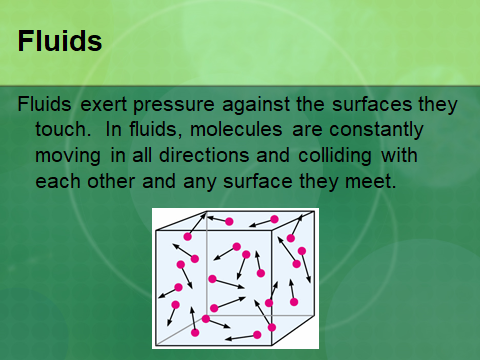 Fluids
Fluids exert pressure against the surfaces they
touch. In fluids, molecules are constantly
moving in all directions and colliding with
each other and any surface they meet.